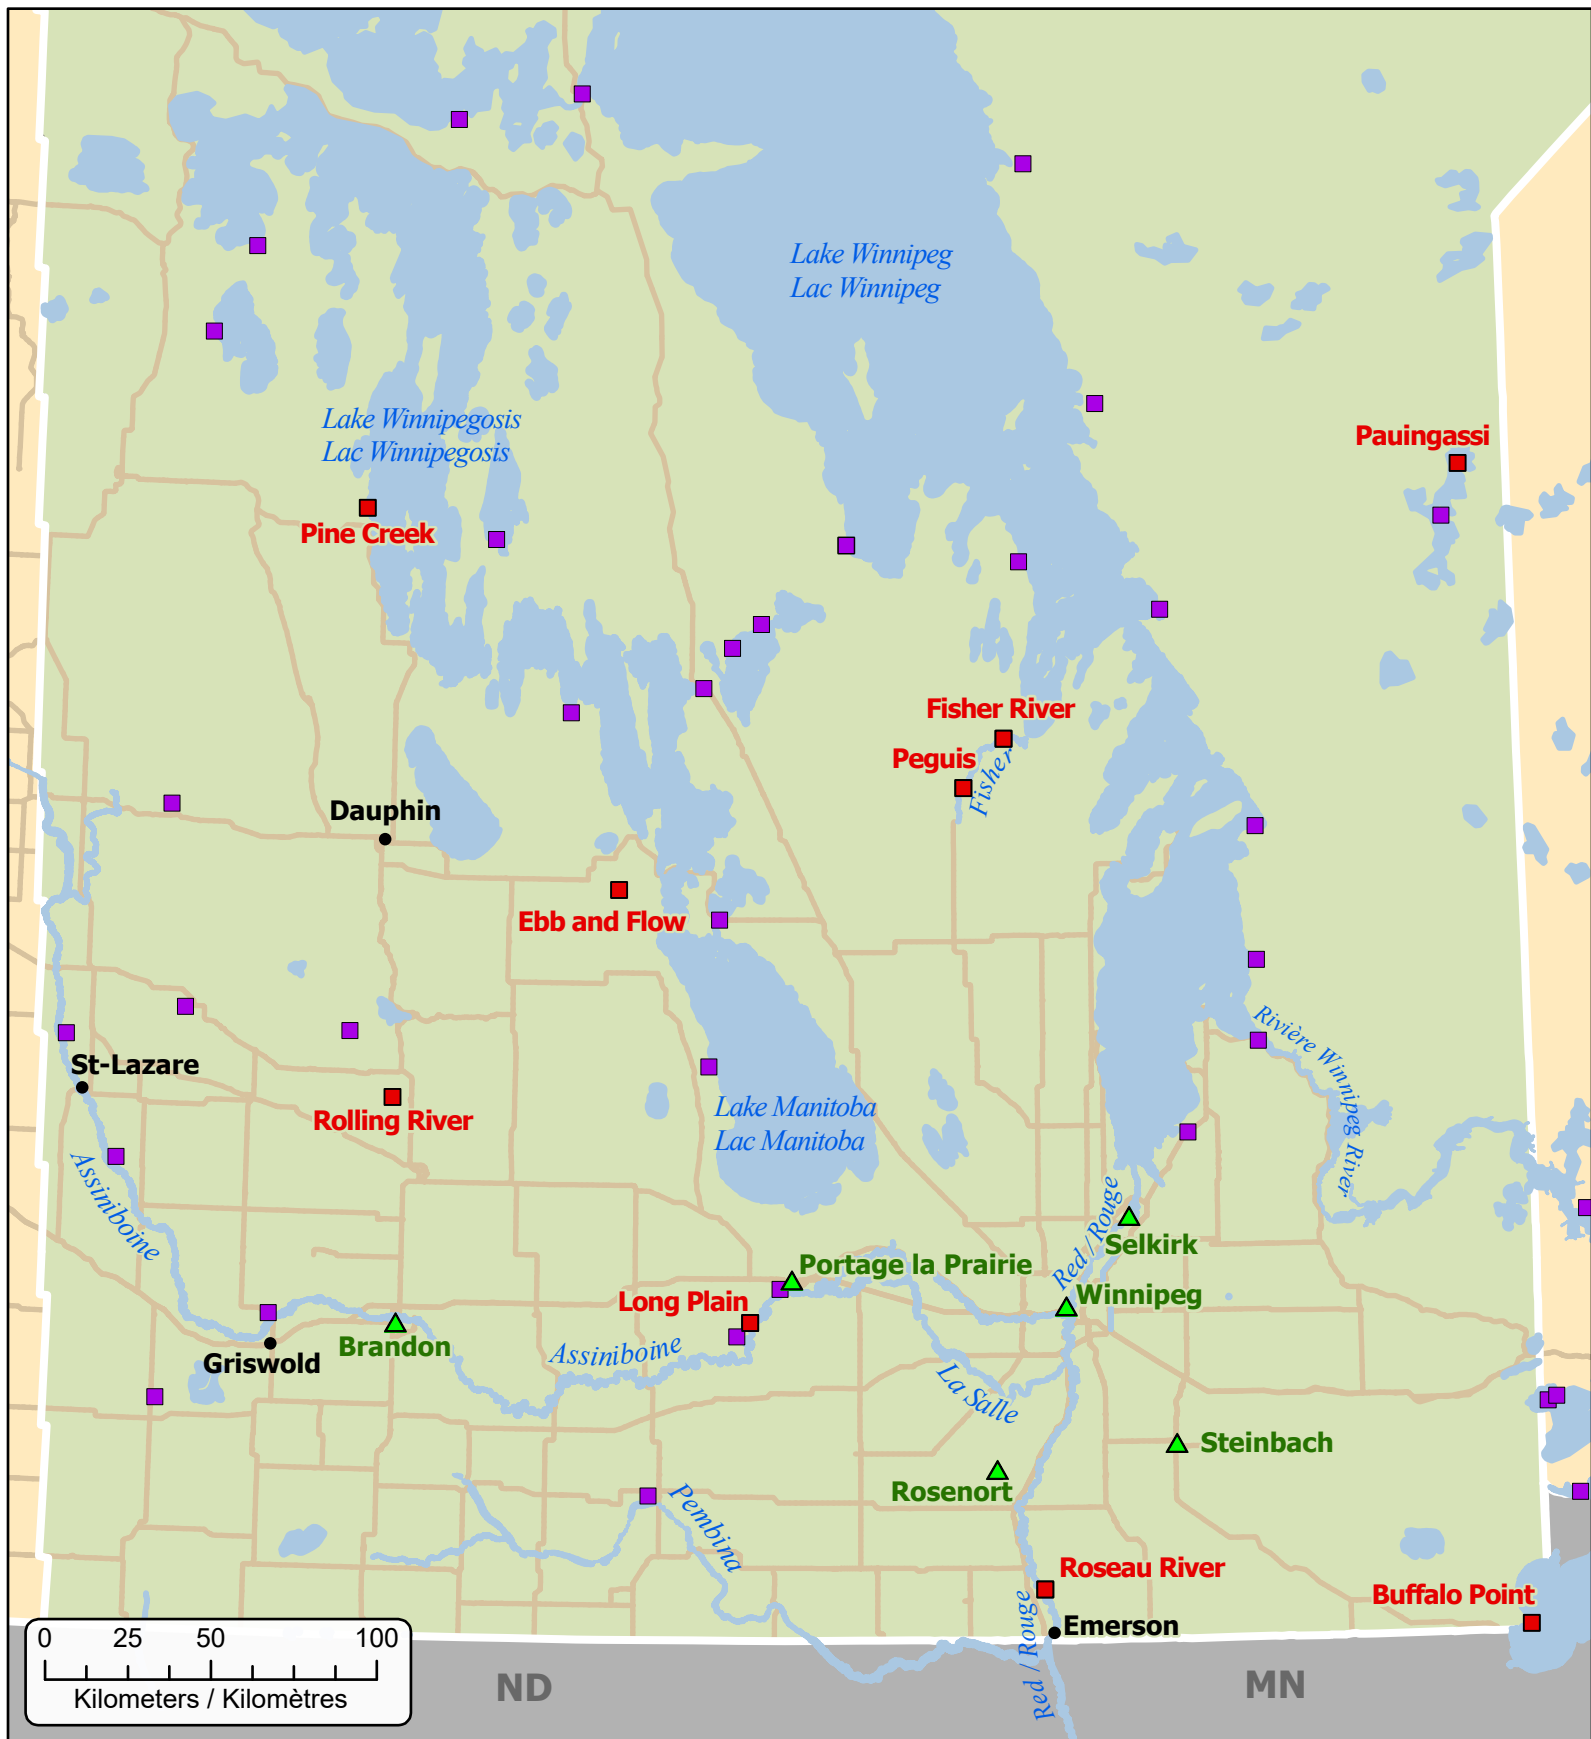 Lake Winnipeg
Lac Winnipeg
Lake Winnipegosis
Lac Winnipegosis
Pauingassi
Pine Creek
Fisher River
Peguis
Fisher
Dauphin
Ebb and Flow
Rivière Winnipeg River
St-Lazare
Rolling River
Lake Manitoba
Lac Manitoba
Assiniboine
Red / Rouge
Selkirk
Portage la Prairie
Winnipeg
Long Plain
Brandon
Assiniboine
Griswold
La Salle
Steinbach
Rosenort
Pembina
Roseau River
Buffalo Point
Red / Rouge
Emerson
0 25 50 100
Kilometers / Kilomètres
ND
MN